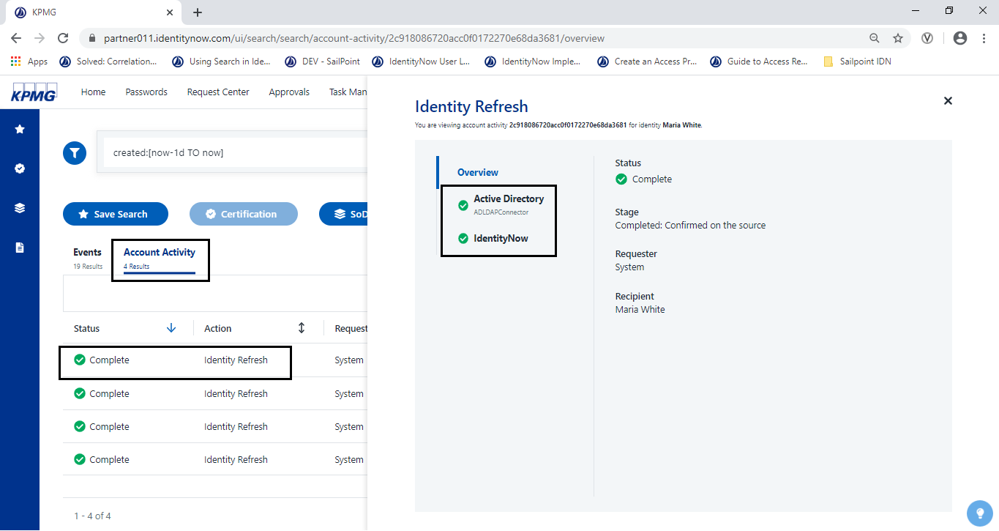 KPMG
partner011.identitynow.com/ui/search/search/account-activity/2c918086720acc0f0172270e68da3681/overview
Apps Solved: Correlation... Using Search in Ide... DEV - SailPoint IdentityNow User L... IdentityNow Imple... Create an Access Pr... Guide to Access Re... Sailpoint IDN
KPMG Home Passwords Request Center Approvals Task Man
created:[now-1d TO now]
Save Search Certification SoD
Events Account Activity
19 Results 4 Results
Status Action Request
Complete Identity Refresh System
Complete Identity Refresh System
Complete Identity Refresh System
Complete Identity Refresh System
1 - 4 of 4
Identity Refresh
You are viewing account activity 2c918086720acc0f0172270e68da3681 for identity Maria White.
Overview
Active Directory
ADLDAPConnector
IdentityNow
Status
Complete
Stage
Completed: Confirmed on the source
Requester
System
Recipient
Maria White